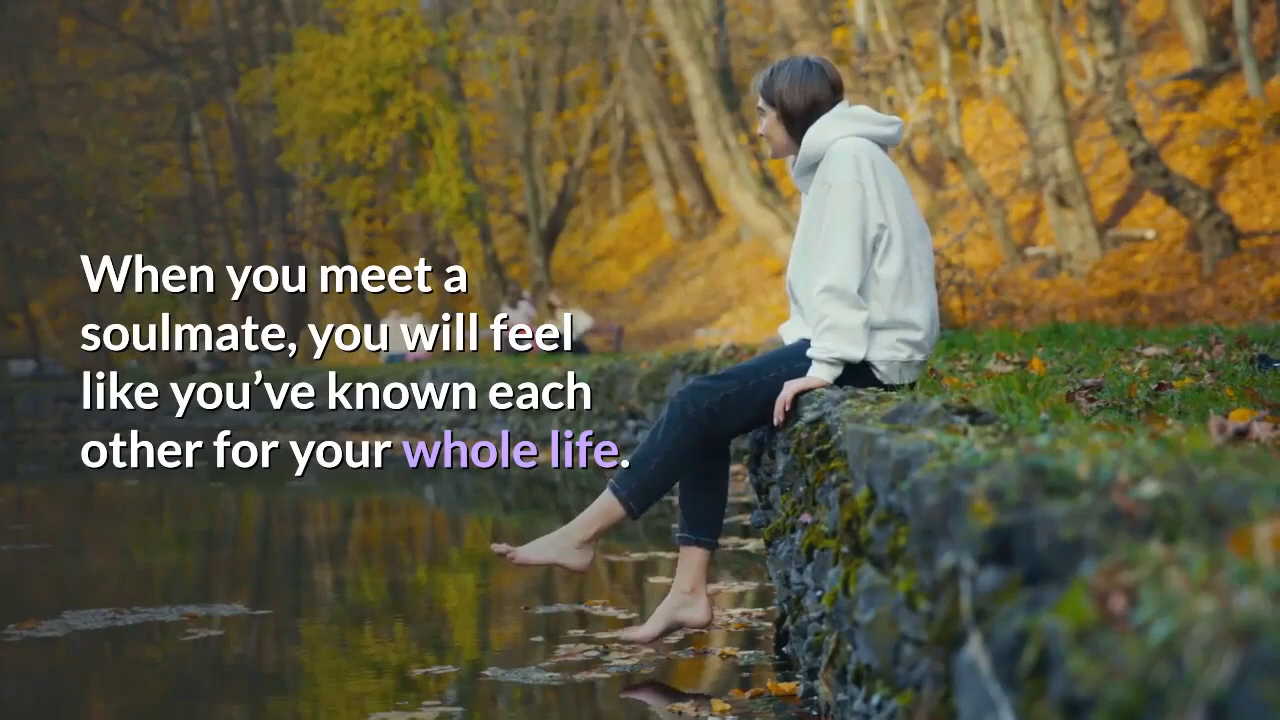 When you meet a
soulmate, you will feel
like you’ve known each
other for your whole life.